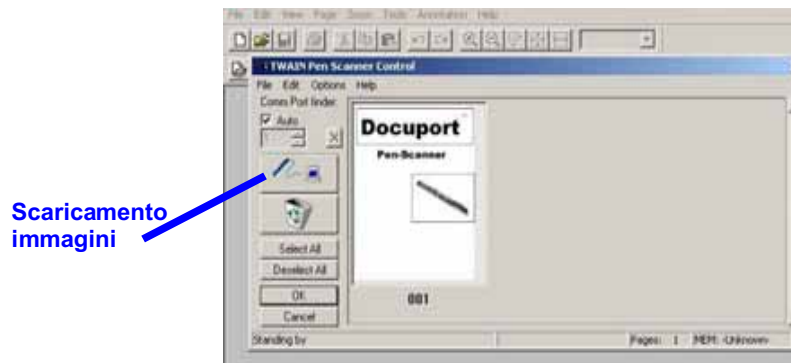 File Edit View Page Zoom Tools Annotation Help
TWAIN Pen Scanner Control
File Edit Options Help
Comm Port finder
Auto
Docuport
Pen-Scanner
Scaricamento
immagini
Select All
Deselect All
OK
001
Cancel
Standing by
Pages: 1 MEM: <Unknown>